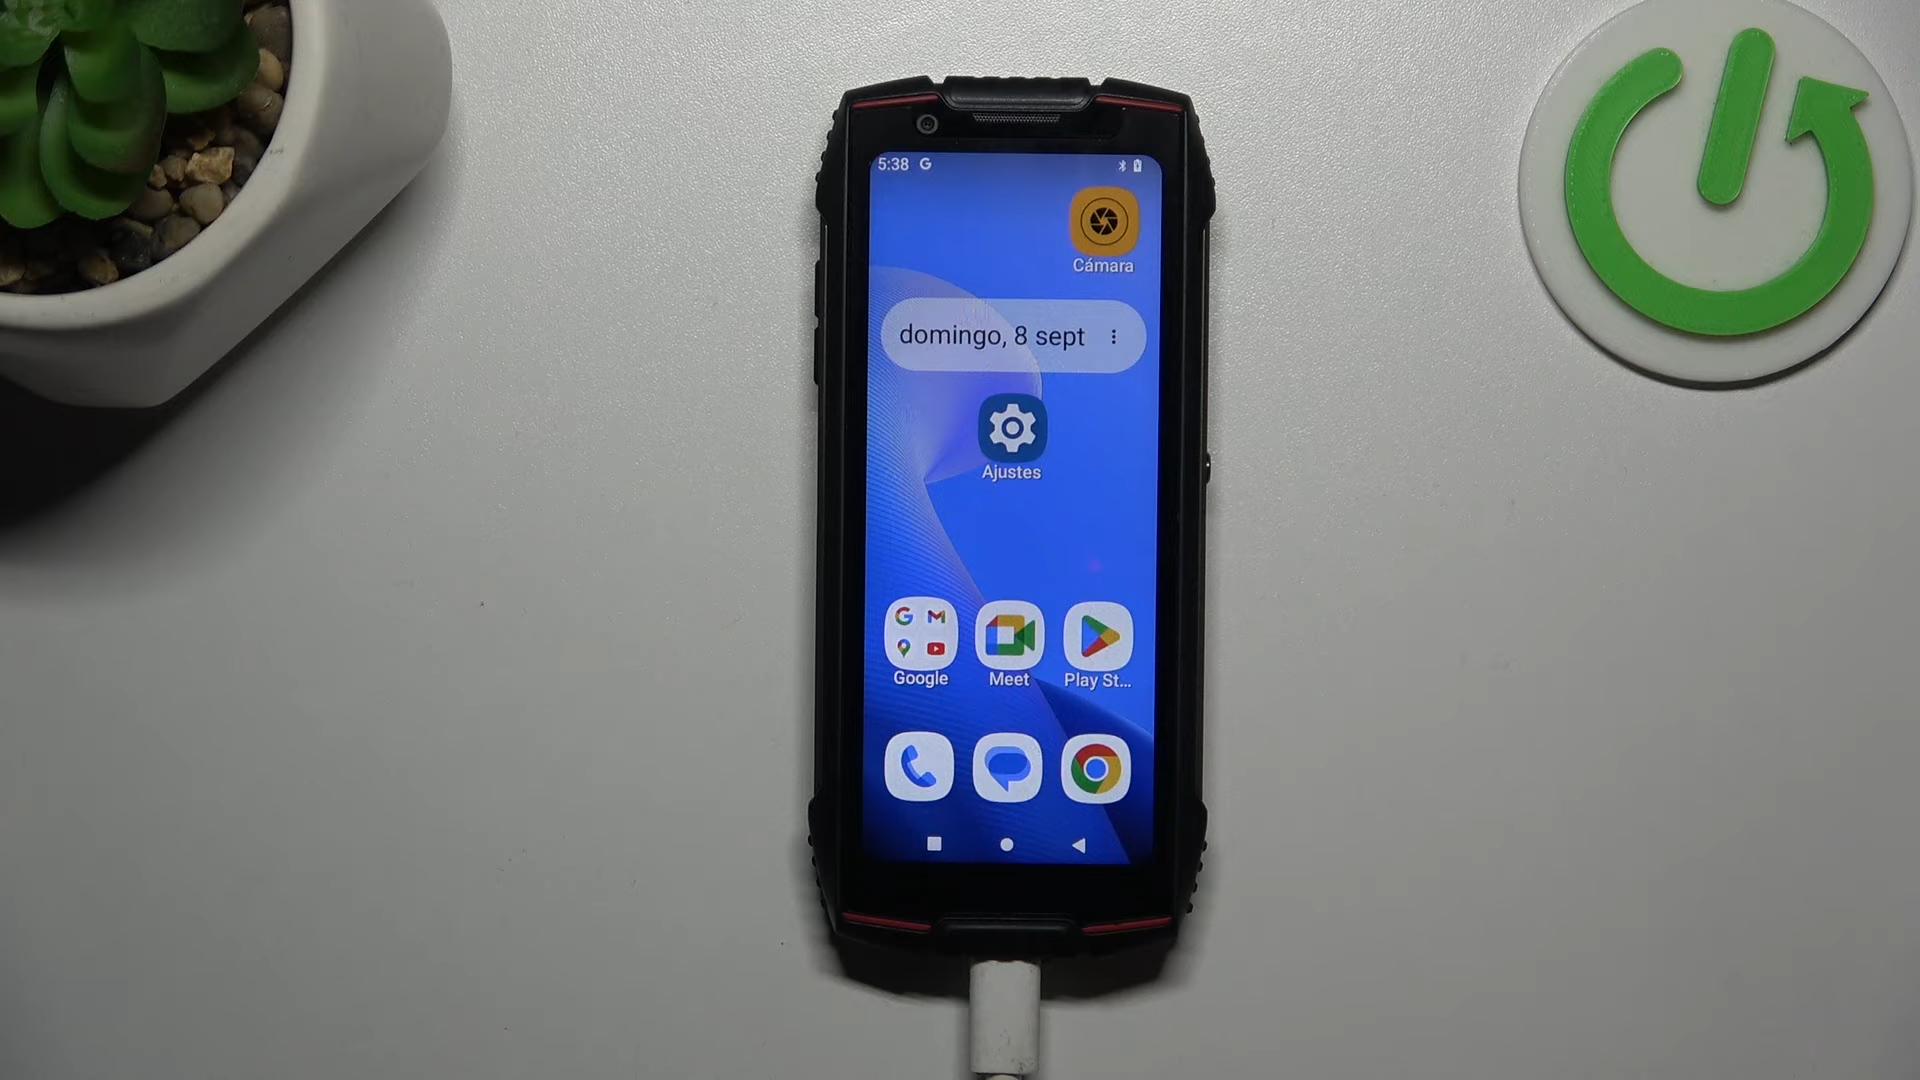 5:38 G
Cámara
domingo, 8 sept
Ajustes
Google
Meet
Play St...